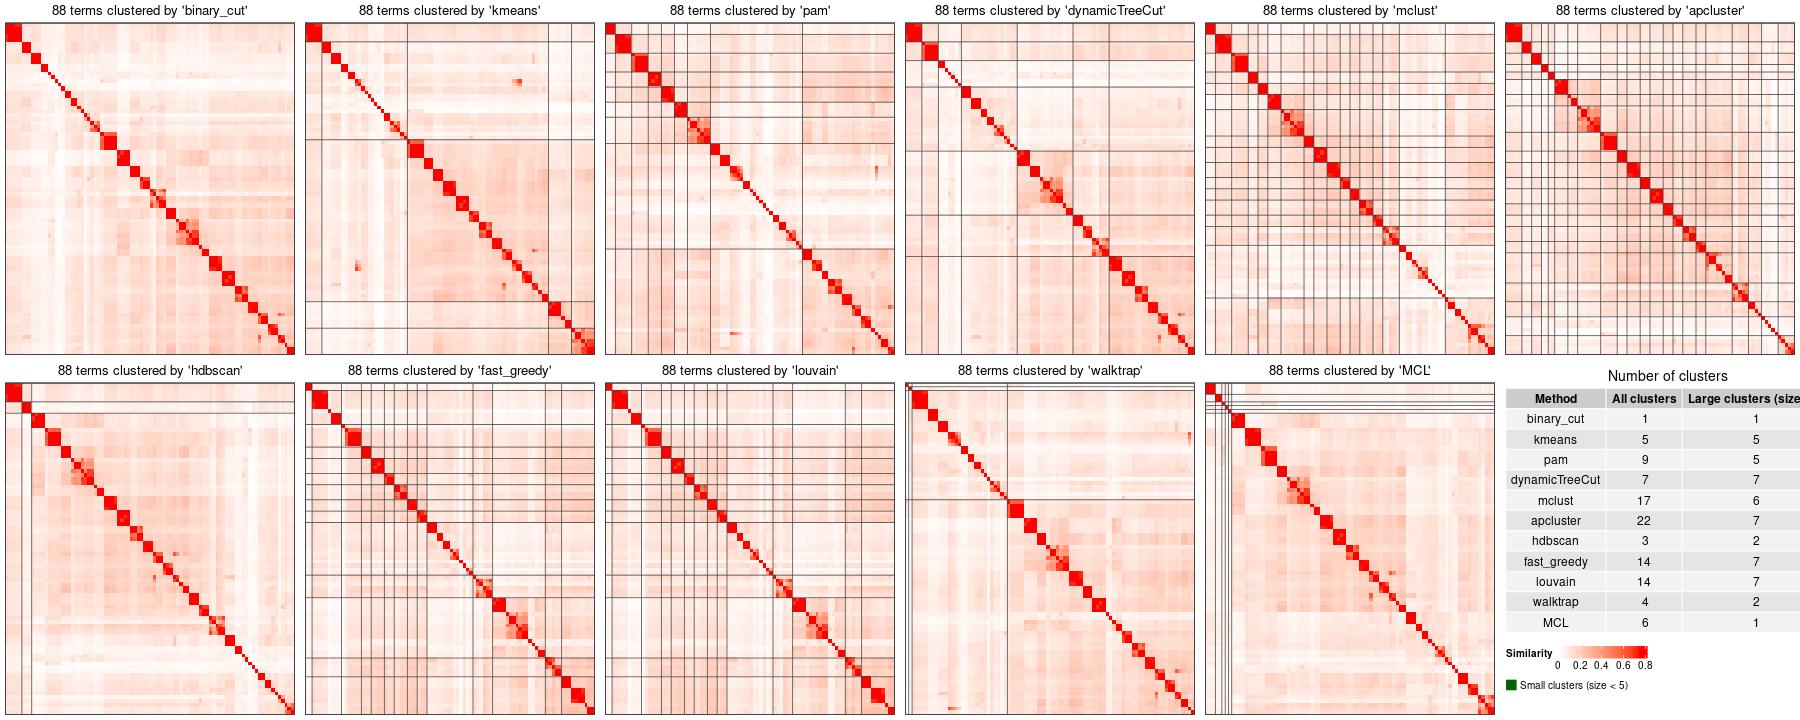 88 terms clustered by 'binary_cut'
88 terms clustered by 'kmeans'
88 terms clustered by 'pam'
88 terms clustered by 'dynamicTreeCut'
88 terms clustered by 'mclust'
88 terms clustered by 'apcluster'
88 terms clustered by 'hdbscan'
88 terms clustered by 'fast_greedy'
88 terms clustered by 'louvain'
88 terms clustered by 'walktrap'
88 terms clustered by 'MCL'
Number of clusters
Method All clusters Large clusters (size
binary_cut 1 1
kmeans 5 5
pam 9 5
dynamicTreeCut 7 7
mclust 17 6
apcluster 22 7
hdbscan 3 2
fast_greedy 14 7
louvain 14 7
walktrap 4 2
MCL 6 1
Similarity
0 0.2 0.4 0.6 0.8
Small clusters (size < 5)